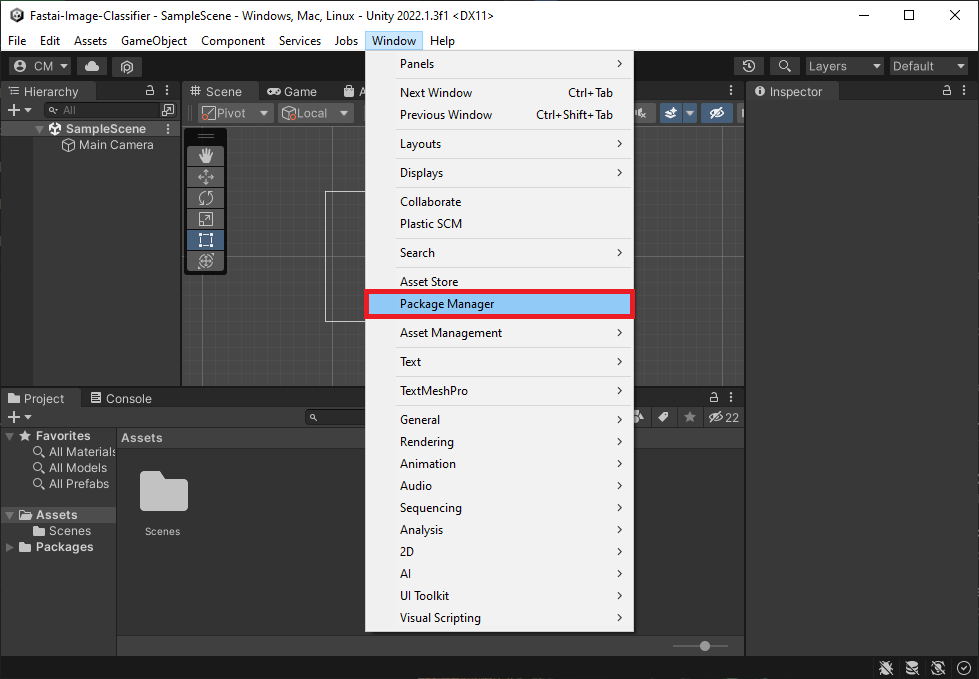 Fastai-Image-Classifier - SampleScene - Windows, Mac, Linux - Unity 2022.1.3f1 <DX11>
File Edit Assets GameObject Component Services Jobs Window Help
CM Layers Default
Hierarchy
All
SampleScene
Main Camera
Scene Game A
Pivot Local
Inspector
Panels
Next Window Ctrl+Tab
Previous Window Ctrl+Shift+Tab
Layouts
Displays
Collaborate
Plastic SCM
Search
Asset Store
Package Manager
Asset Management
Text
TextMeshPro
General
Rendering
Animation
Audio
Sequencing
Analysis
2D
AI
UI Toolkit
Visual Scripting
Project Console
22
Favorites
All Materials
All Models
All Prefabs
Assets
Scenes
Packages
Assets
Scenes